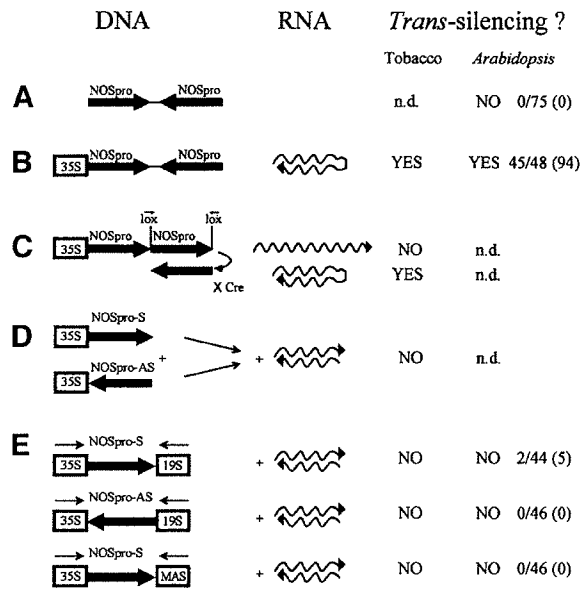 DNA RNA Trans-silencing ?
Tobacco Arabidopsis
A NOSpro NOSpro n.d. NO 0/75 (0)
B 35S NOSpro NOSpro YES YES 45/48 (94)
lox lox
C 35S NOSpro NOSpro NO n.d.
X Cre YES n.d.
D NOSpro-S
35S
+ + NO n.d.
NOSpro-AS
35S
E NOSpro-S
35S 19S + NO NO 2/44 (5)
NOSpro-AS
35S 19S + NO NO 0/46 (0)
NOSpro-S
35S MAS + NO NO 0/46 (0)